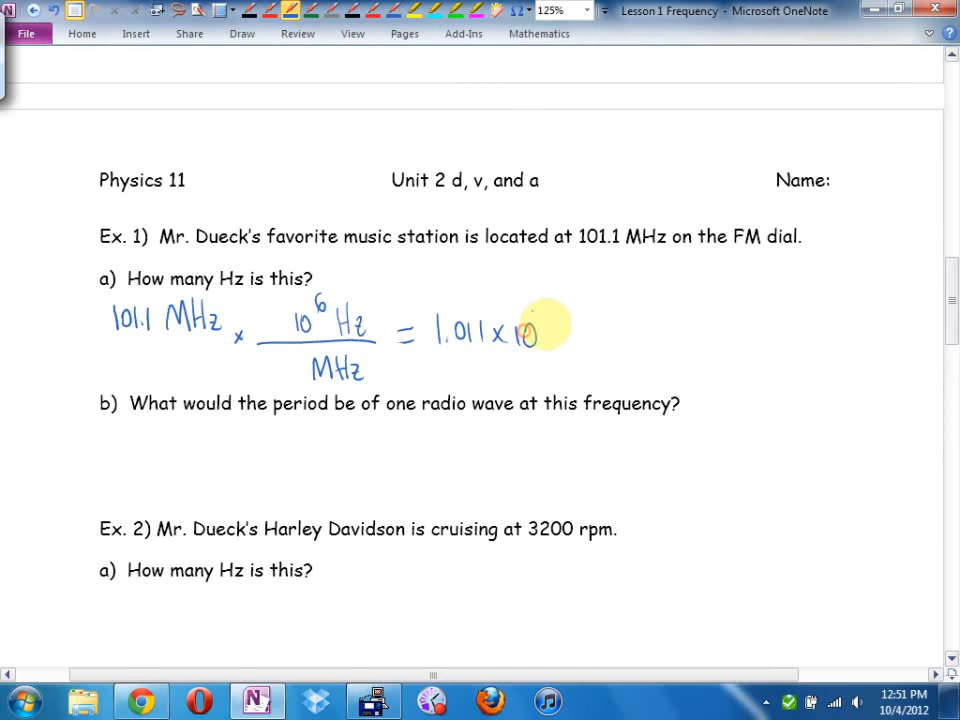 125% Lesson 1 Frequency - Microsoft OneNote
File Home Insert Share Draw Review View Pages Add-Ins Mathematics
Physics 11 Unit 2 d, v, and a Name:
Ex. 1) Mr. Dueck's favorite music station is located at 101.1 MHz on the FM dial.
a) How many Hz is this?
101.1 MHz × 10⁶ Hz = 1.011 × 10
MHz
b) What would the period be of one radio wave at this frequency?
Ex. 2) Mr. Dueck's Harley Davidson is cruising at 3200 rpm.
a) How many Hz is this?
12:51 PM
10/4/2012